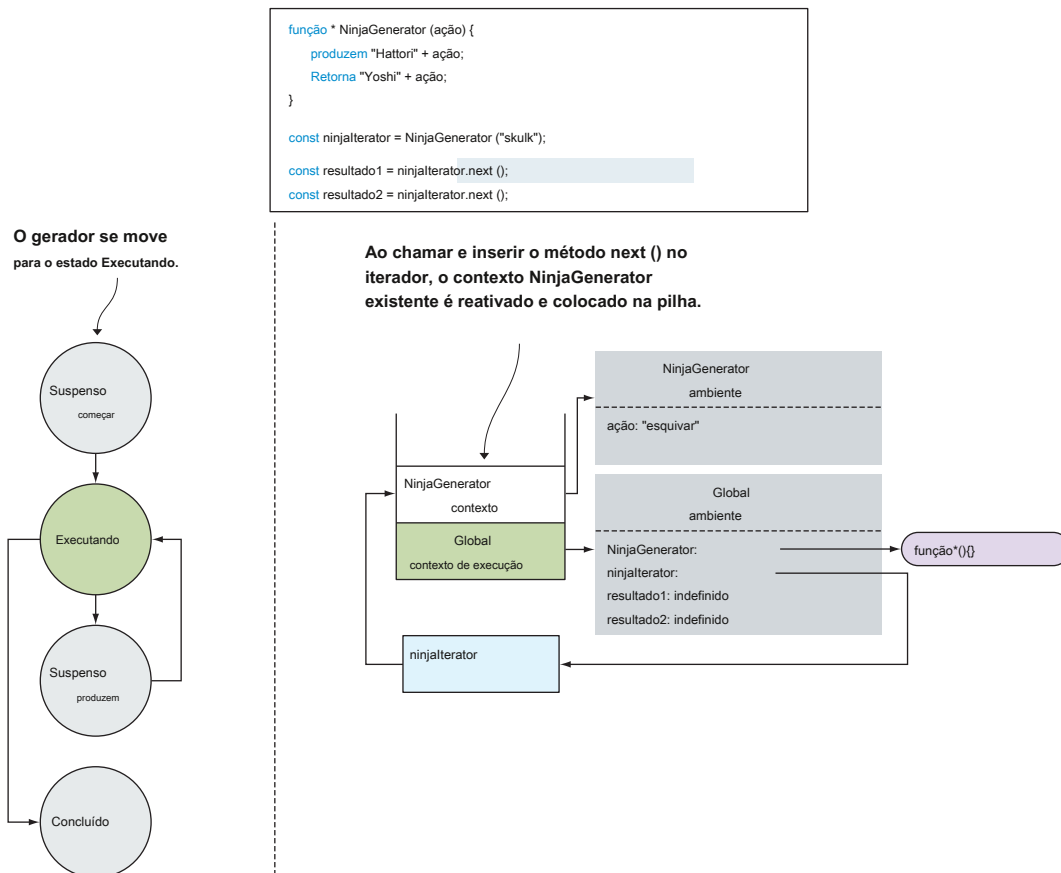 função * NinjaGenerator (ação) {
produzem "Hattori" + ação;
Retorna "Yoshi" + ação;
}
const ninjaIterator = NinjaGenerator ("skulk");
const resultado1 = ninjaIterator.next ();
const resultado2 = ninjaIterator.next ();
O gerador se move
para o estado Executando.
Suspenso
começar
Executando
Suspenso
produzem
Concluído
Ao chamar e inserir o método next () no
iterador, o contexto NinjaGenerator
existente é reativado e colocado na pilha.
NinjaGenerator
ambiente
ação: "esquivar"
NinjaGenerator
contexto
Global
contexto de execução
Global
ambiente
NinjaGenerator:
ninjaIterator:
resultado1: indefinido
resultado2: indefinido
função*(){}
ninjaIterator